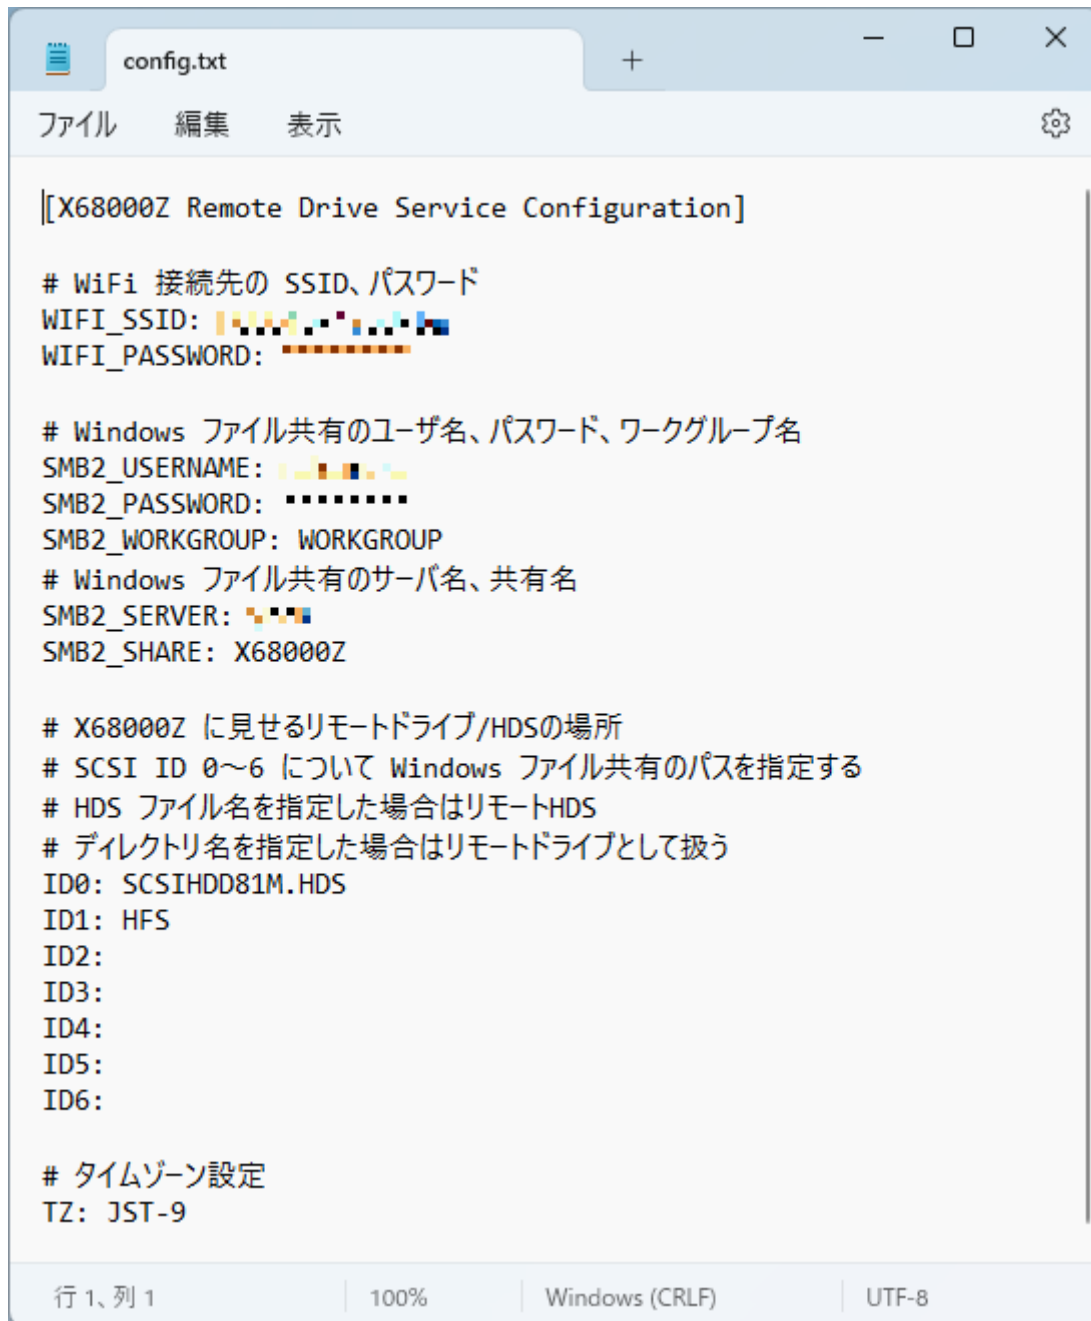 config.txt
ファイル 編集 表示
[X68000Z Remote Drive Service Configuration]
# WiFi 接続先の SSID、パスワード
WIFI_SSID:
WIFI_PASSWORD:
# Windows ファイル共有のユーザ名、パスワード、ワークグループ名
SMB2_USERNAME:
SMB2_PASSWORD:
SMB2_WORKGROUP: WORKGROUP
# Windows ファイル共有のサーバ名、共有名
SMB2_SERVER:
SMB2_SHARE: X68000Z
# X68000Z に見せるリモートドライブ/HDSの場所
# SCSI ID 0～6 について Windows ファイル共有のパスを指定する
# HDS ファイル名を指定した場合はリモートHDS
# ディレクトリ名を指定した場合はリモートドライブとして扱う
ID0: SCSIHDD81M.HDS
ID1: HFS
ID2:
ID3:
ID4:
ID5:
ID6:
# タイムゾーン設定
TZ: JST-9
行 1、列 1 100% Windows (CRLF) UTF-8